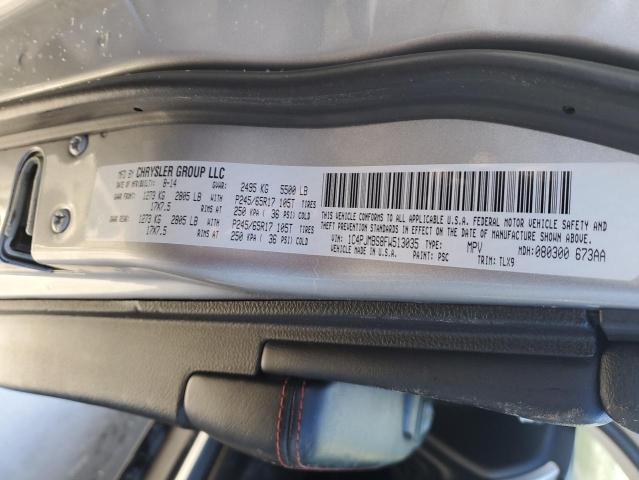 MFD BY CHRYSLER GROUP LLC
DATE OF MFR/BUILT: 8-14 GVWR: 2495 KG 5500 LB
GAWR FRONT: 1273 KG 2805 LB WITH P245/65R17 105T TIRES
17X7.5 RIMS AT 250 KPA ( 36 PSI) COLD
GAWR REAR: 1273 KG 2805 LB WITH P245/65R17 105T TIRES
17X7.5 RIMS AT 250 KPA ( 36 PSI) COLD
THIS VEHICLE CONFORMS TO ALL APPLICABLE U.S.A. FEDERAL MOTOR VEHICLE SAFETY AND
THEFT PREVENTION STANDARDS IN EFFECT ON THE DATE OF MANUFACTURE SHOWN ABOVE.
VIN: 1C4PJMBS8FW513035 TYPE: MPV MDH: 080300 673AA
VEHICLE MADE IN U.S.A. PAINT: PSC TRIM: TLX9